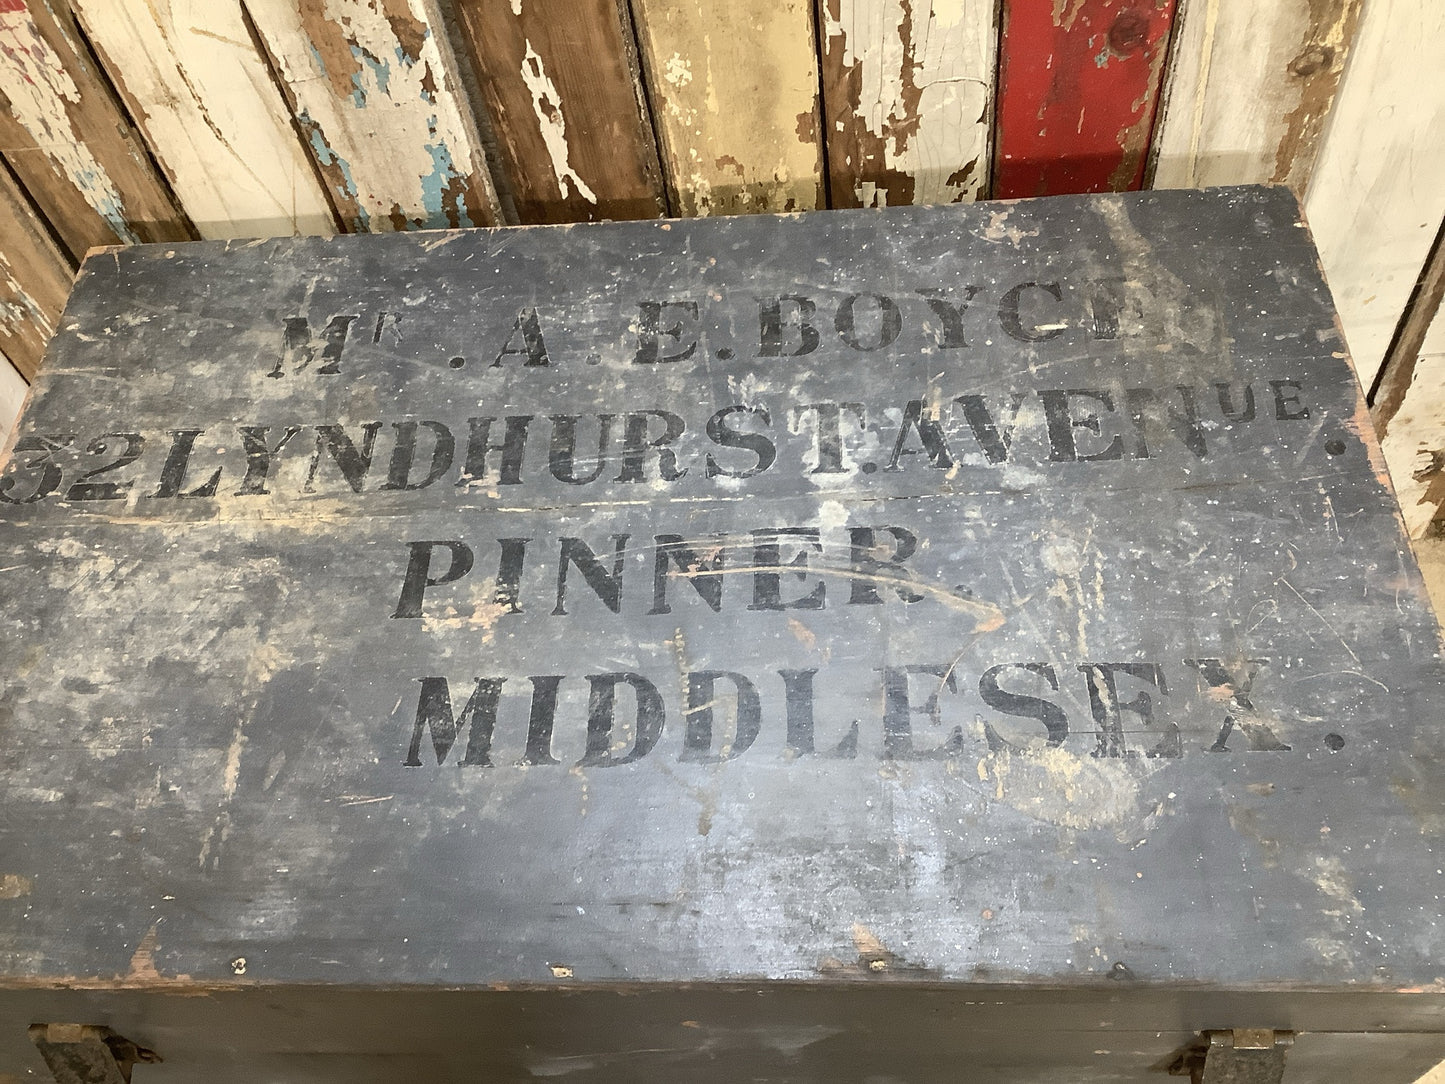 Mr . A . E . BOYCE
32 LYNDHURST. AVENUE .
PINNER.
MIDDLESEX.